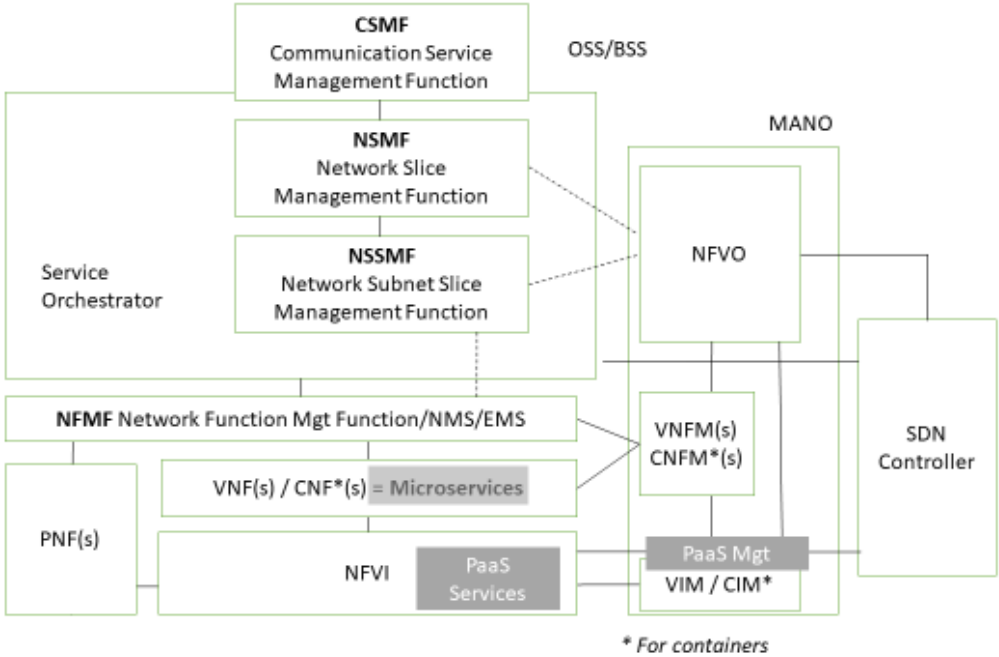 CSMF
Communication Service
Management Function
OSS/BSS
MANO
NSMF
Network Slice
Management Function
NFVO
NSSMF
Network Subnet Slice
Management Function
Service
Orchestrator
NFMF Network Function Mgt Function/NMS/EMS
VNFM(s)
CNFM*(s)
SDN
Controller
VNF(s) / CNF*(s) = Microservices
PNF(s)
NFVI
PaaS
Services
PaaS Mgt
VIM / CIM*
* For containers